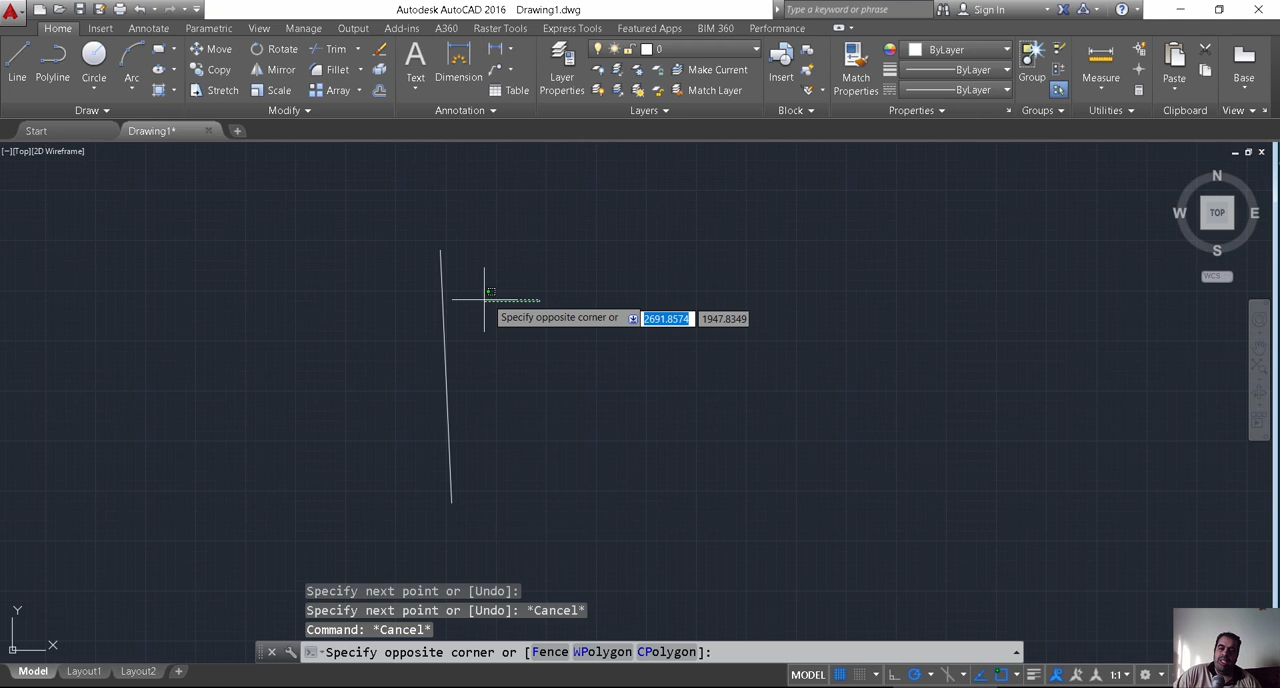 Autodesk AutoCAD 2016 Drawing1.dwg
Type a keyword or phrase
Sign In
Home Insert Annotate Parametric View Manage Output Add-ins A360 Raster Tools Express Tools Featured Apps BIM 360 Performance
Line Polyline Circle Arc
Move Rotate Trim
Copy Mirror Fillet
Stretch Scale Array
Text Dimension
Table
Layer Properties
0
Make Current
Match Layer
Insert
Match Properties
ByLayer
ByLayer
ByLayer
Group
Measure
Paste
Base
Draw Modify Annotation Layers Block Properties Groups Utilities Clipboard View
Start Drawing1*
[−][Top][2D Wireframe]
N
W TOP E
S
WCS
Specify opposite corner or 2691.8574 1947.8349
Specify next point or [Undo]:
Specify next point or [Undo]: *Cancel*
Command: *Cancel*
Specify opposite corner or [Fence WPolygon CPolygon]:
Y
X
Model Layout1 Layout2
MODEL 1:1